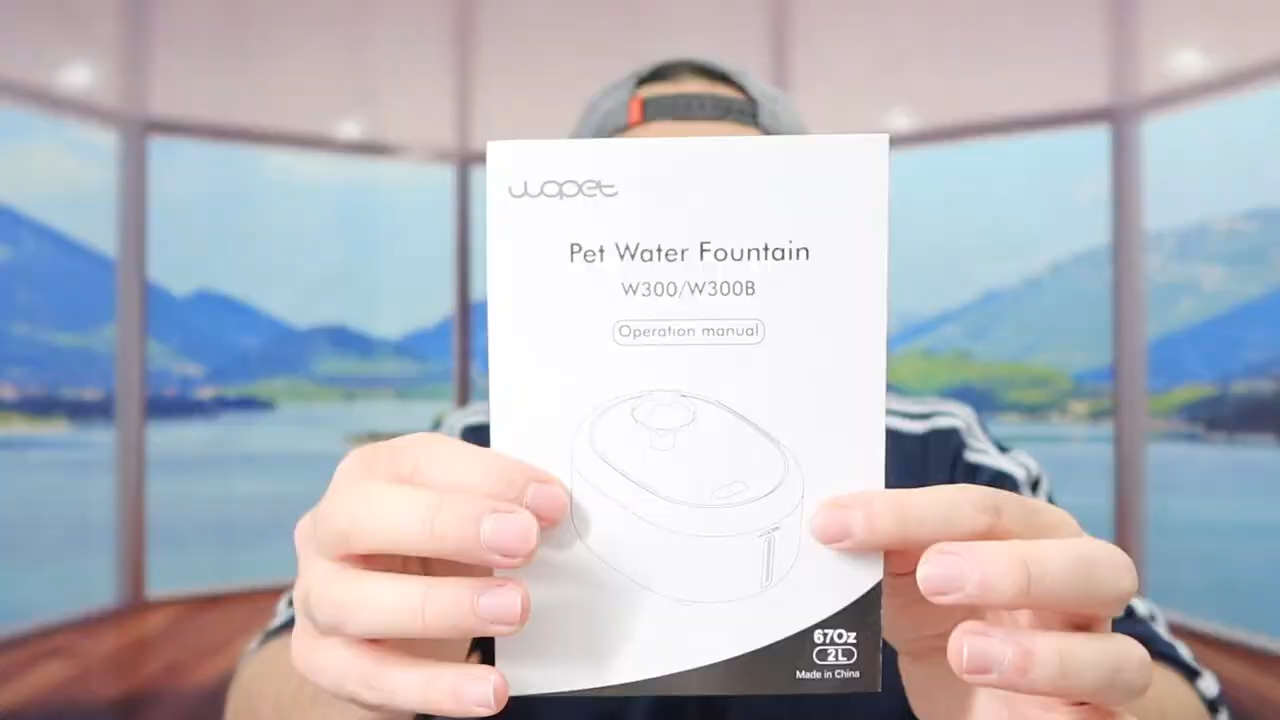 wopet
Pet Water Fountain
W300/W300B
Operation manual
67Oz
2L
Made in China